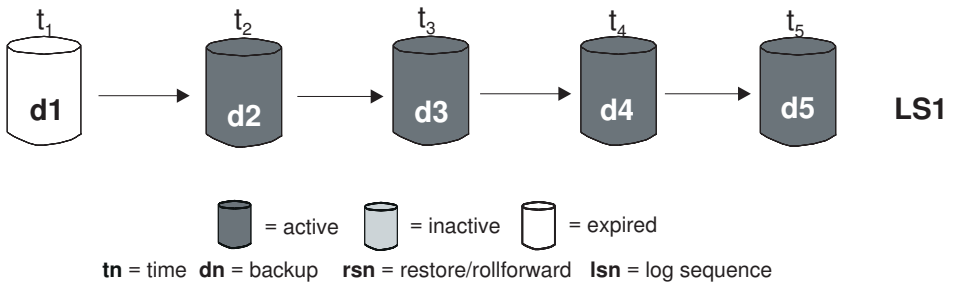 t1 t2 t3 t4 t5
d1 d2 d3 d4 d5 LS1
= active = inactive = expired
tn = time dn = backup rsn = restore/rollforward lsn = log sequence